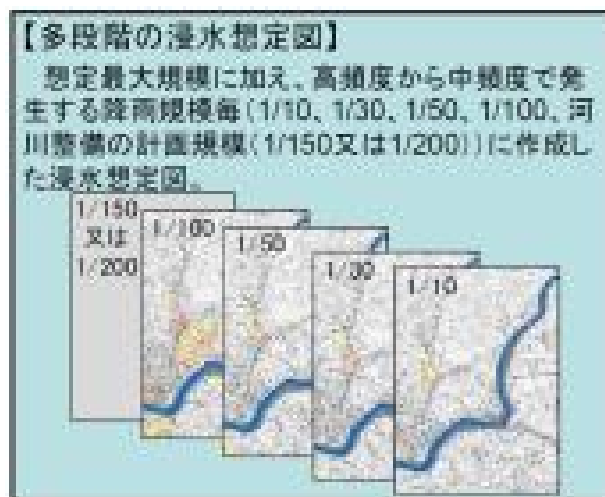 【多段階の浸水想定図】
想定最大規模に加え、高頻度から中頻度で発
生する降雨規模毎(1/10、1/30、1/50、1/100、河
川整備の計画規模(1/150又は1/200))に作成し
た浸水想定図。
1/150
又は
1/200
1/100
1/50
1/30
1/10